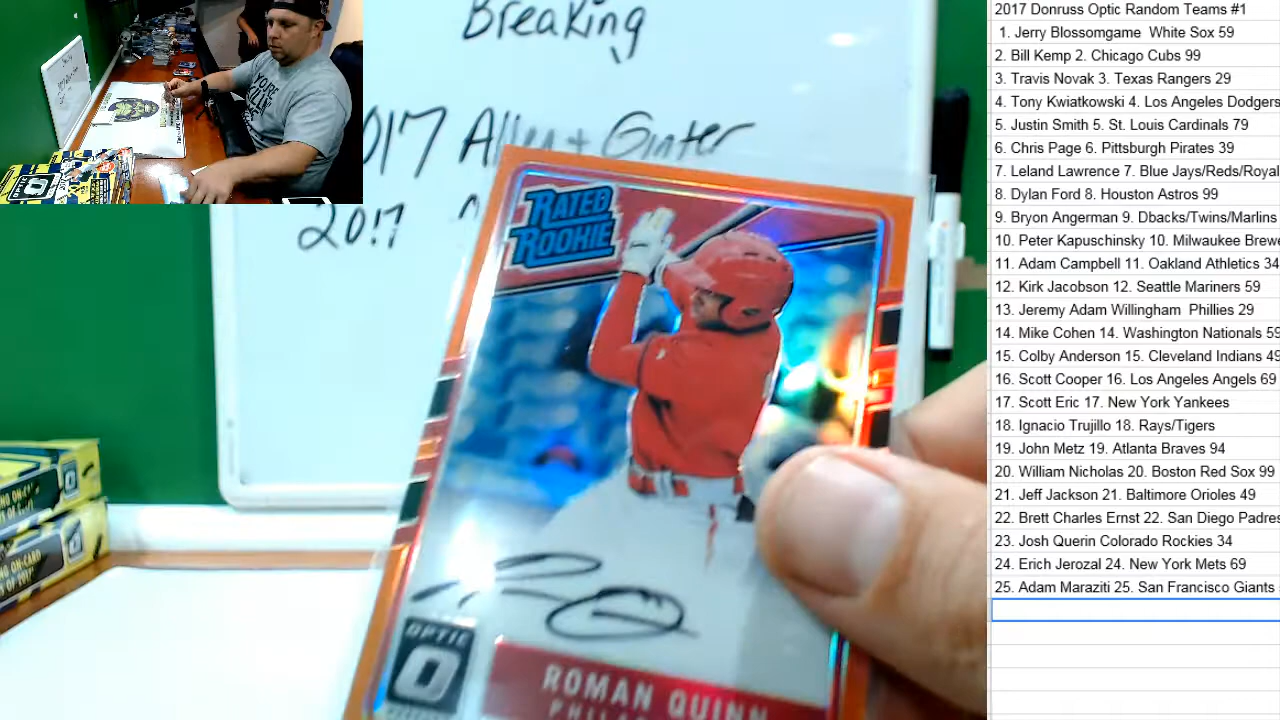 Breaking
2017 Allen & Ginter
2017
RATED
ROOKIE
OPTIC
ROMAN QUINN
OPTIC
2017 Donruss Optic Random Teams #1
1. Jerry Blossomgame White Sox 59
2. Bill Kemp 2. Chicago Cubs 99
3. Travis Novak 3. Texas Rangers 29
4. Tony Kwiatkowski 4. Los Angeles Dodgers
5. Justin Smith 5. St. Louis Cardinals 79
6. Chris Page 6. Pittsburgh Pirates 39
7. Leland Lawrence 7. Blue Jays/Reds/Royal
8. Dylan Ford 8. Houston Astros 99
9. Bryon Angerman 9. Dbacks/Twins/Marlins
10. Peter Kapuschinsky 10. Milwaukee Brewe
11. Adam Campbell 11. Oakland Athletics 34
12. Kirk Jacobson 12. Seattle Mariners 59
13. Jeremy Adam Willingham Phillies 29
14. Mike Cohen 14. Washington Nationals 55
15. Colby Anderson 15. Cleveland Indians 49
16. Scott Cooper 16. Los Angeles Angels 69
17. Scott Eric 17. New York Yankees
18. Ignacio Trujillo 18. Rays/Tigers
19. John Metz 19. Atlanta Braves 94
20. William Nicholas 20. Boston Red Sox 99
21. Jeff Jackson 21. Baltimore Orioles 49
22. Brett Charles Ernst 22. San Diego Padres
23. Josh Querin Colorado Rockies 34
24. Erich Jerozal 24. New York Mets 69
25. Adam Maraziti 25. San Francisco Giants